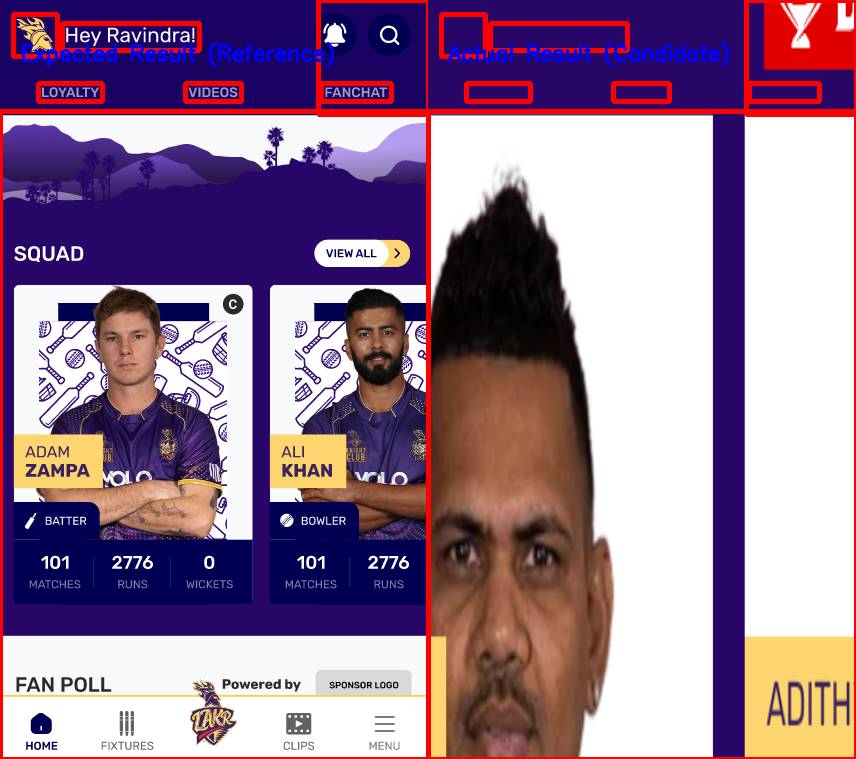 Hey Ravindra!
Expected Result (Reference)
Actual Result (Candidate)
LOYALTY VIDEOS FANCHAT
SQUAD
VIEW ALL
C
ADAM
ZAMPA
ALI
KHAN
YOLO
BATTER
BOWLER
101 2776 0
MATCHES RUNS WICKETS
101 2776
MATCHES RUNS
ADITH
FAN POLL
Powered by
SPONSOR LOGO
LAKR
HOME FIXTURES CLIPS MENU